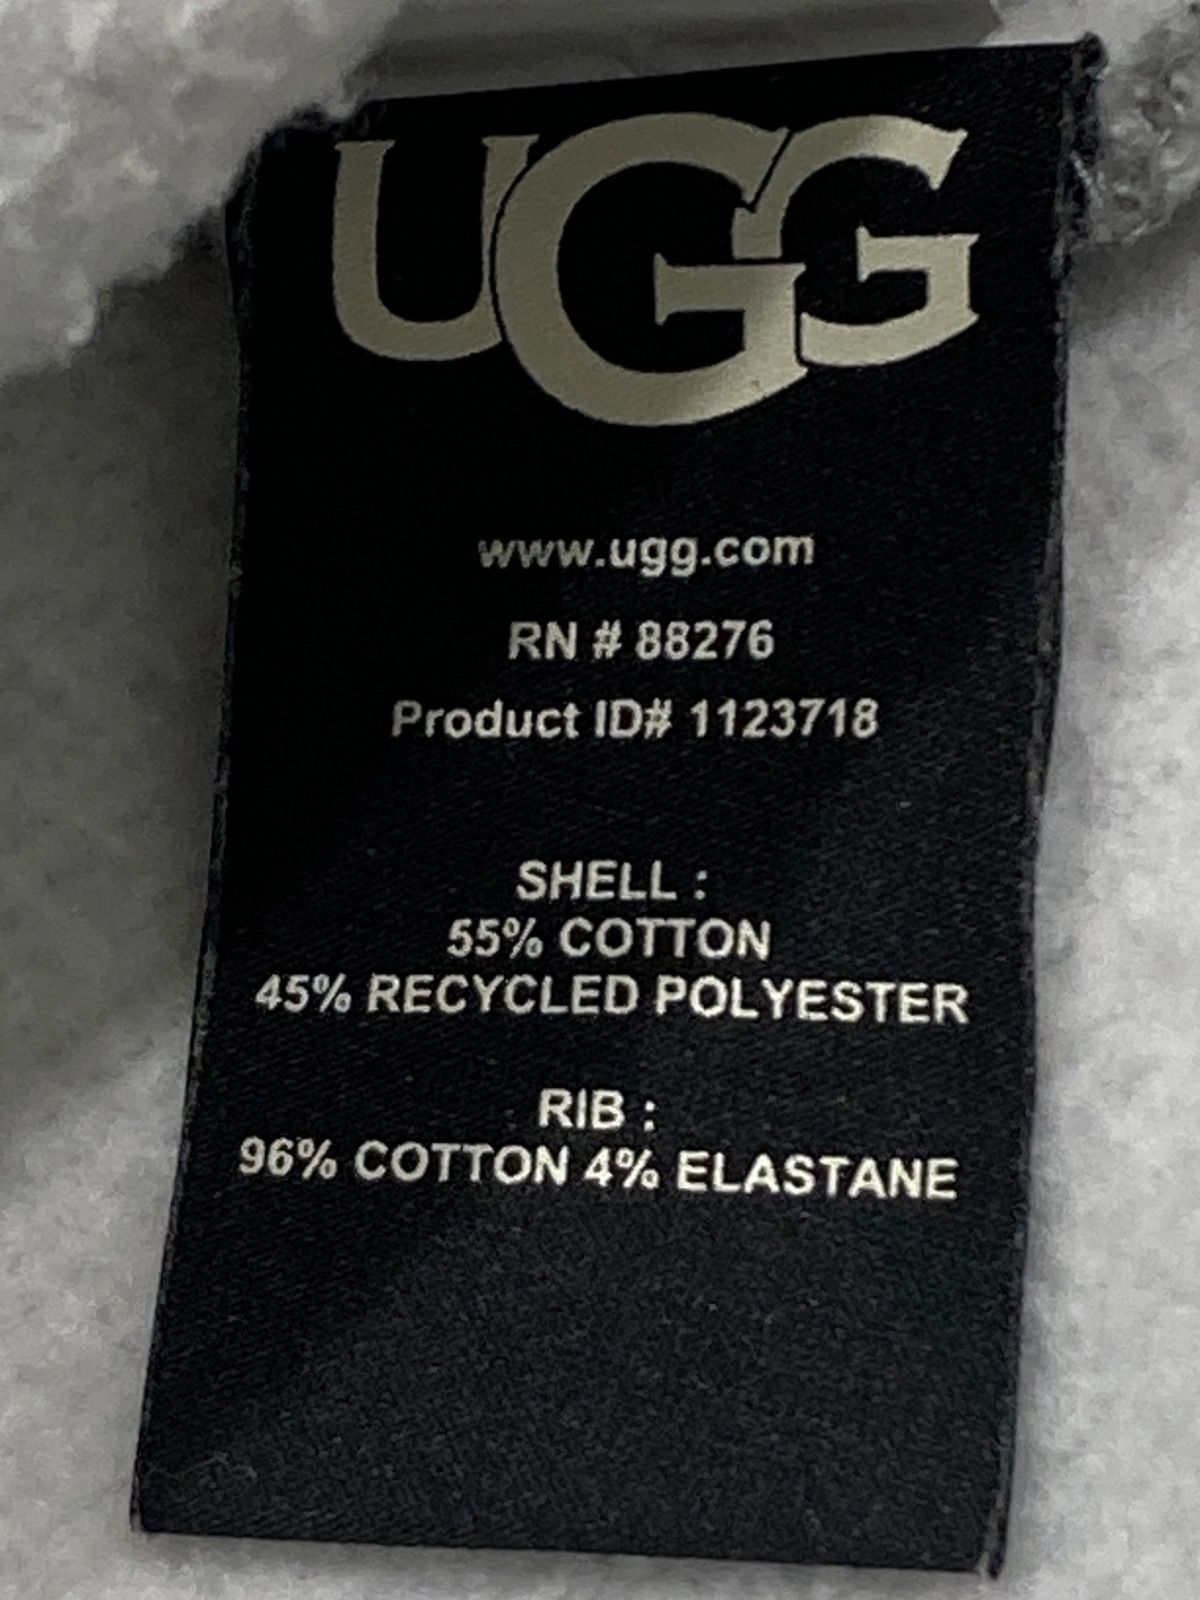 UGG
www.ugg.com
RN # 88276
Product ID# 1123718
SHELL :
55% COTTON
45% RECYCLED POLYESTER
RIB :
96% COTTON 4% ELASTANE